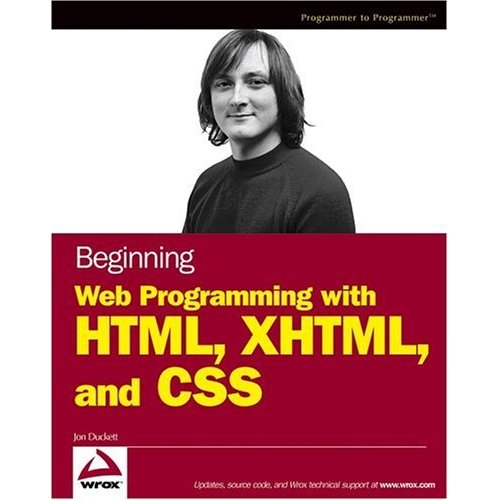 Programmer to Programmer™
Beginning
Web Programming with
HTML, XHTML,
and CSS
Jon Duckett
wrox
Updates, source code, and Wrox technical support at www.wrox.com